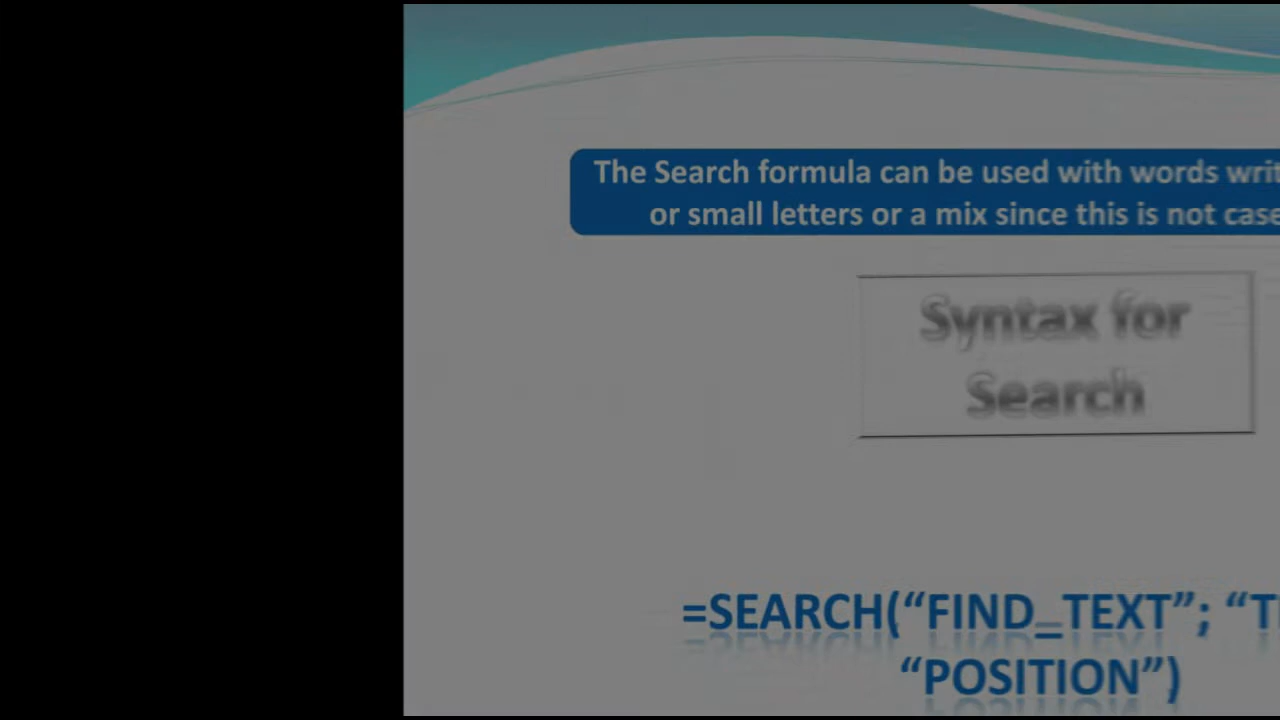 The Search formula can be used with words
or small letters or a mix since this is not case
Syntax for
Search
=SEARCH(“FIND_TEXT”; “
“POSITION”)